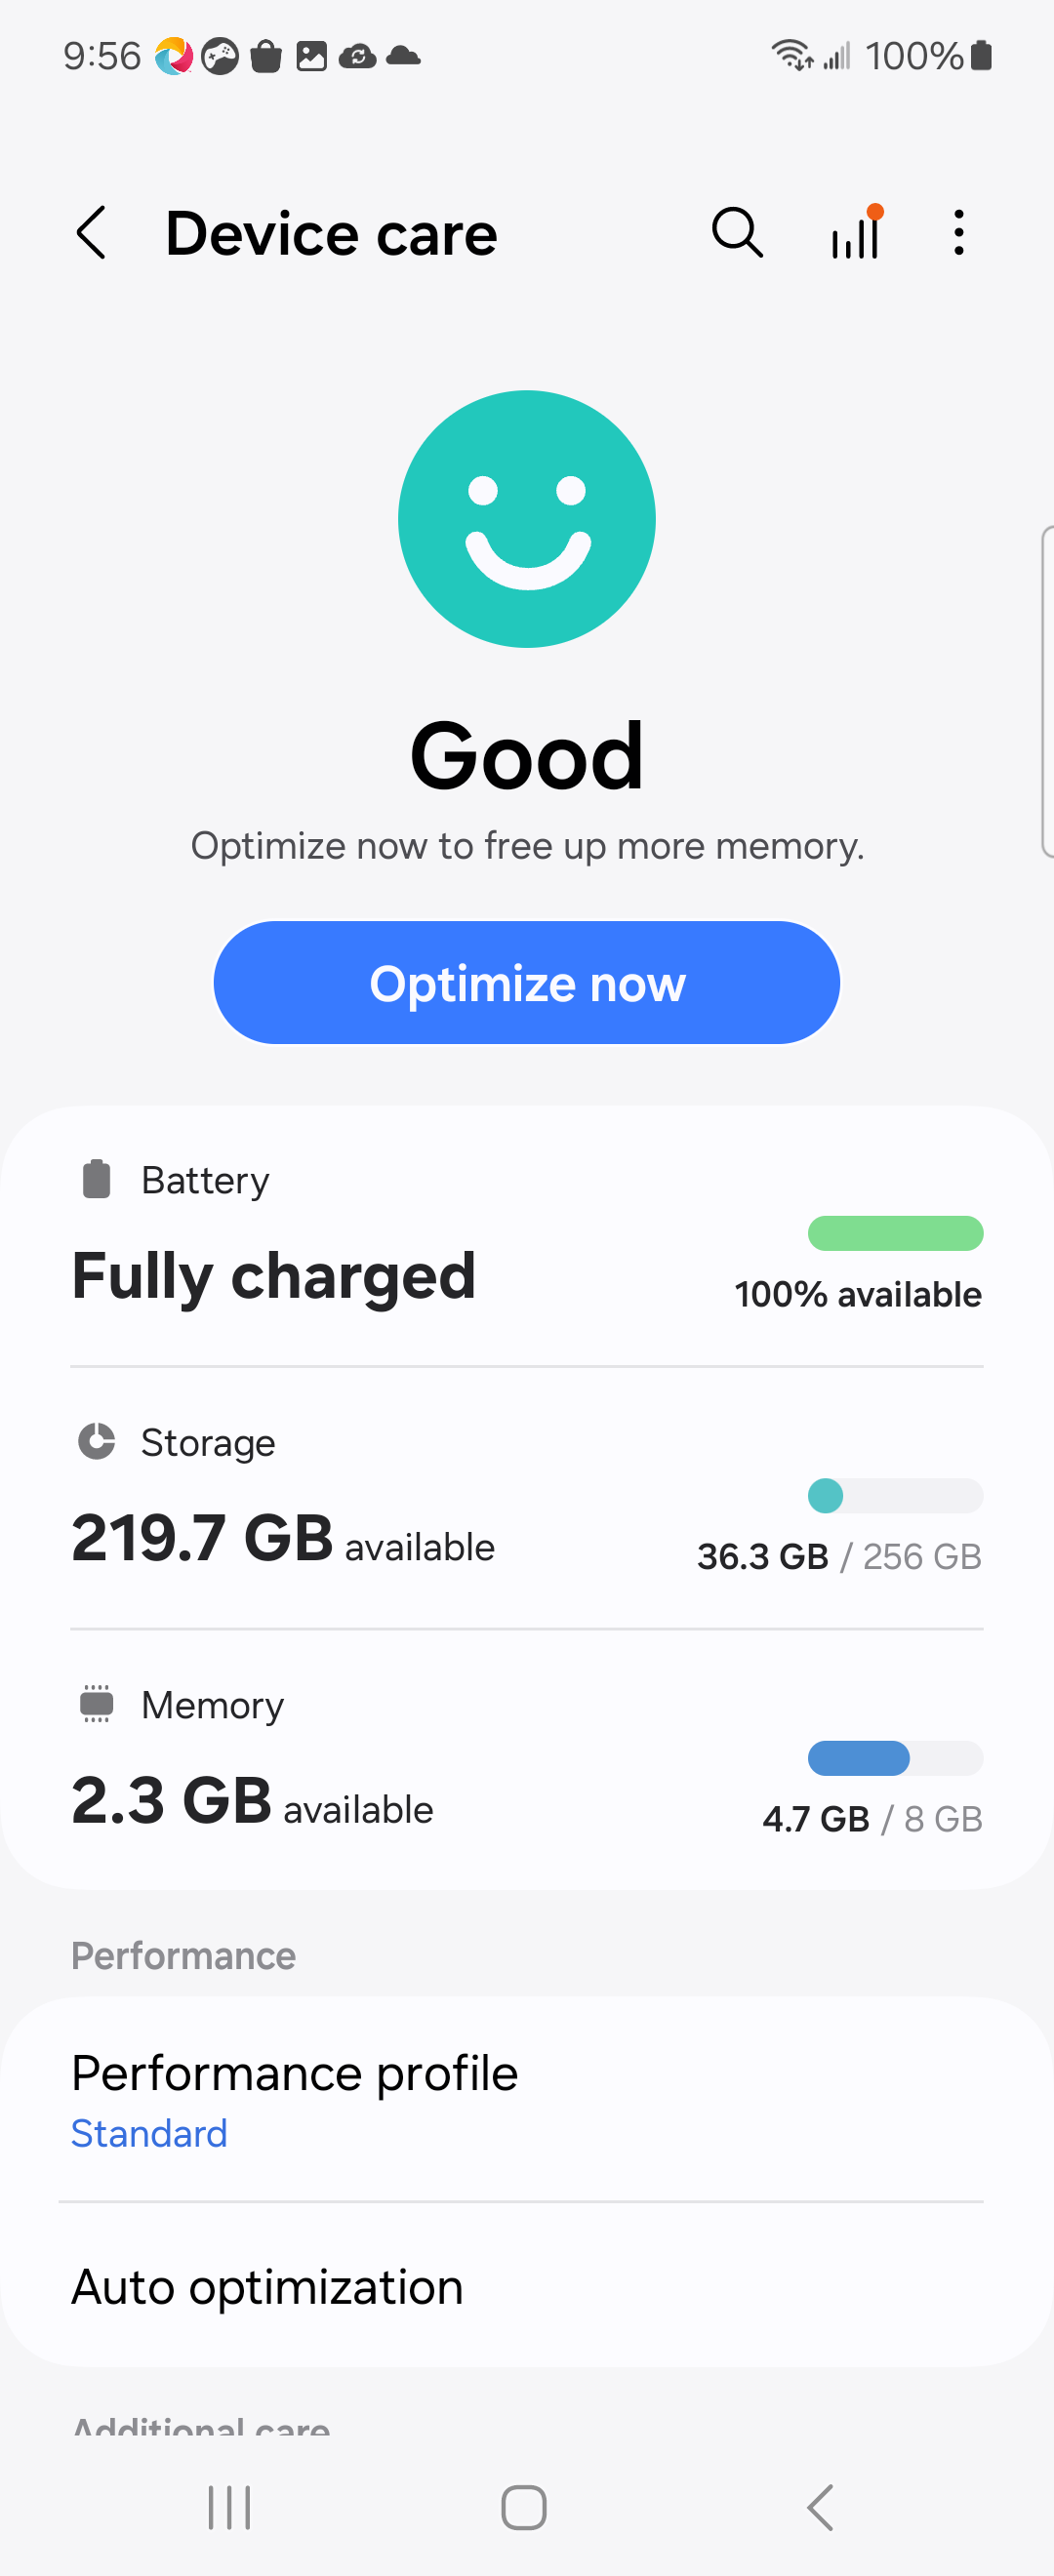 9:56 100%
Device care
Good
Optimize now to free up more memory.
Optimize now
Battery
Fully charged
100% available
Storage
219.7 GB available
36.3 GB / 256 GB
Memory
2.3 GB available
4.7 GB / 8 GB
Performance
Performance profile
Standard
Auto optimization
Additional care